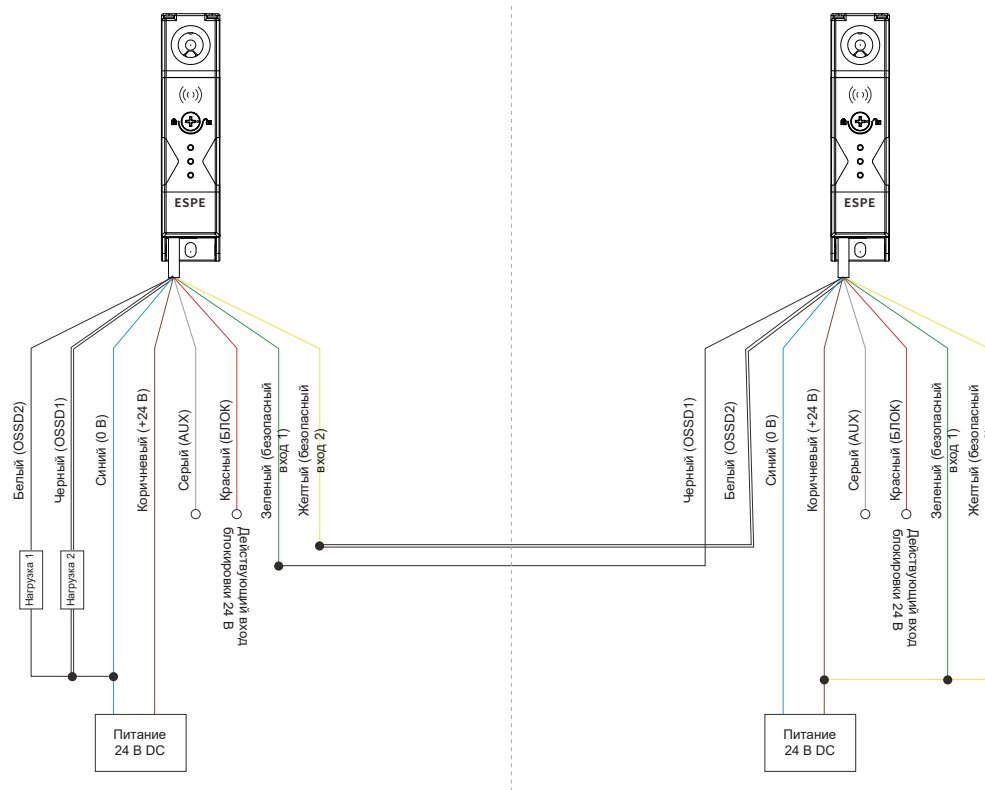 ESPE
Белый (OSSD2)
Черный (OSSD1)
Синий (0 В)
Коричневый (+24 В)
Серый (AUX)
Красный (БЛОК)
Зеленый (безопасный
вход 1)
Желтый (безопасный
вход 2)
Нагрузка 1
Нагрузка 2
Действующий вход
блокировки 24 В
Питание
24 В DC
ESPE
Черный (OSSD1)
Белый (OSSD2)
Синий (0 В)
Коричневый (+24 В)
Серый (AUX)
Красный (БЛОК)
Зеленый (безопасный
вход 1)
Желтый (безопасный
Действующий вход
блокировки 24 В
Питание
24 В DC